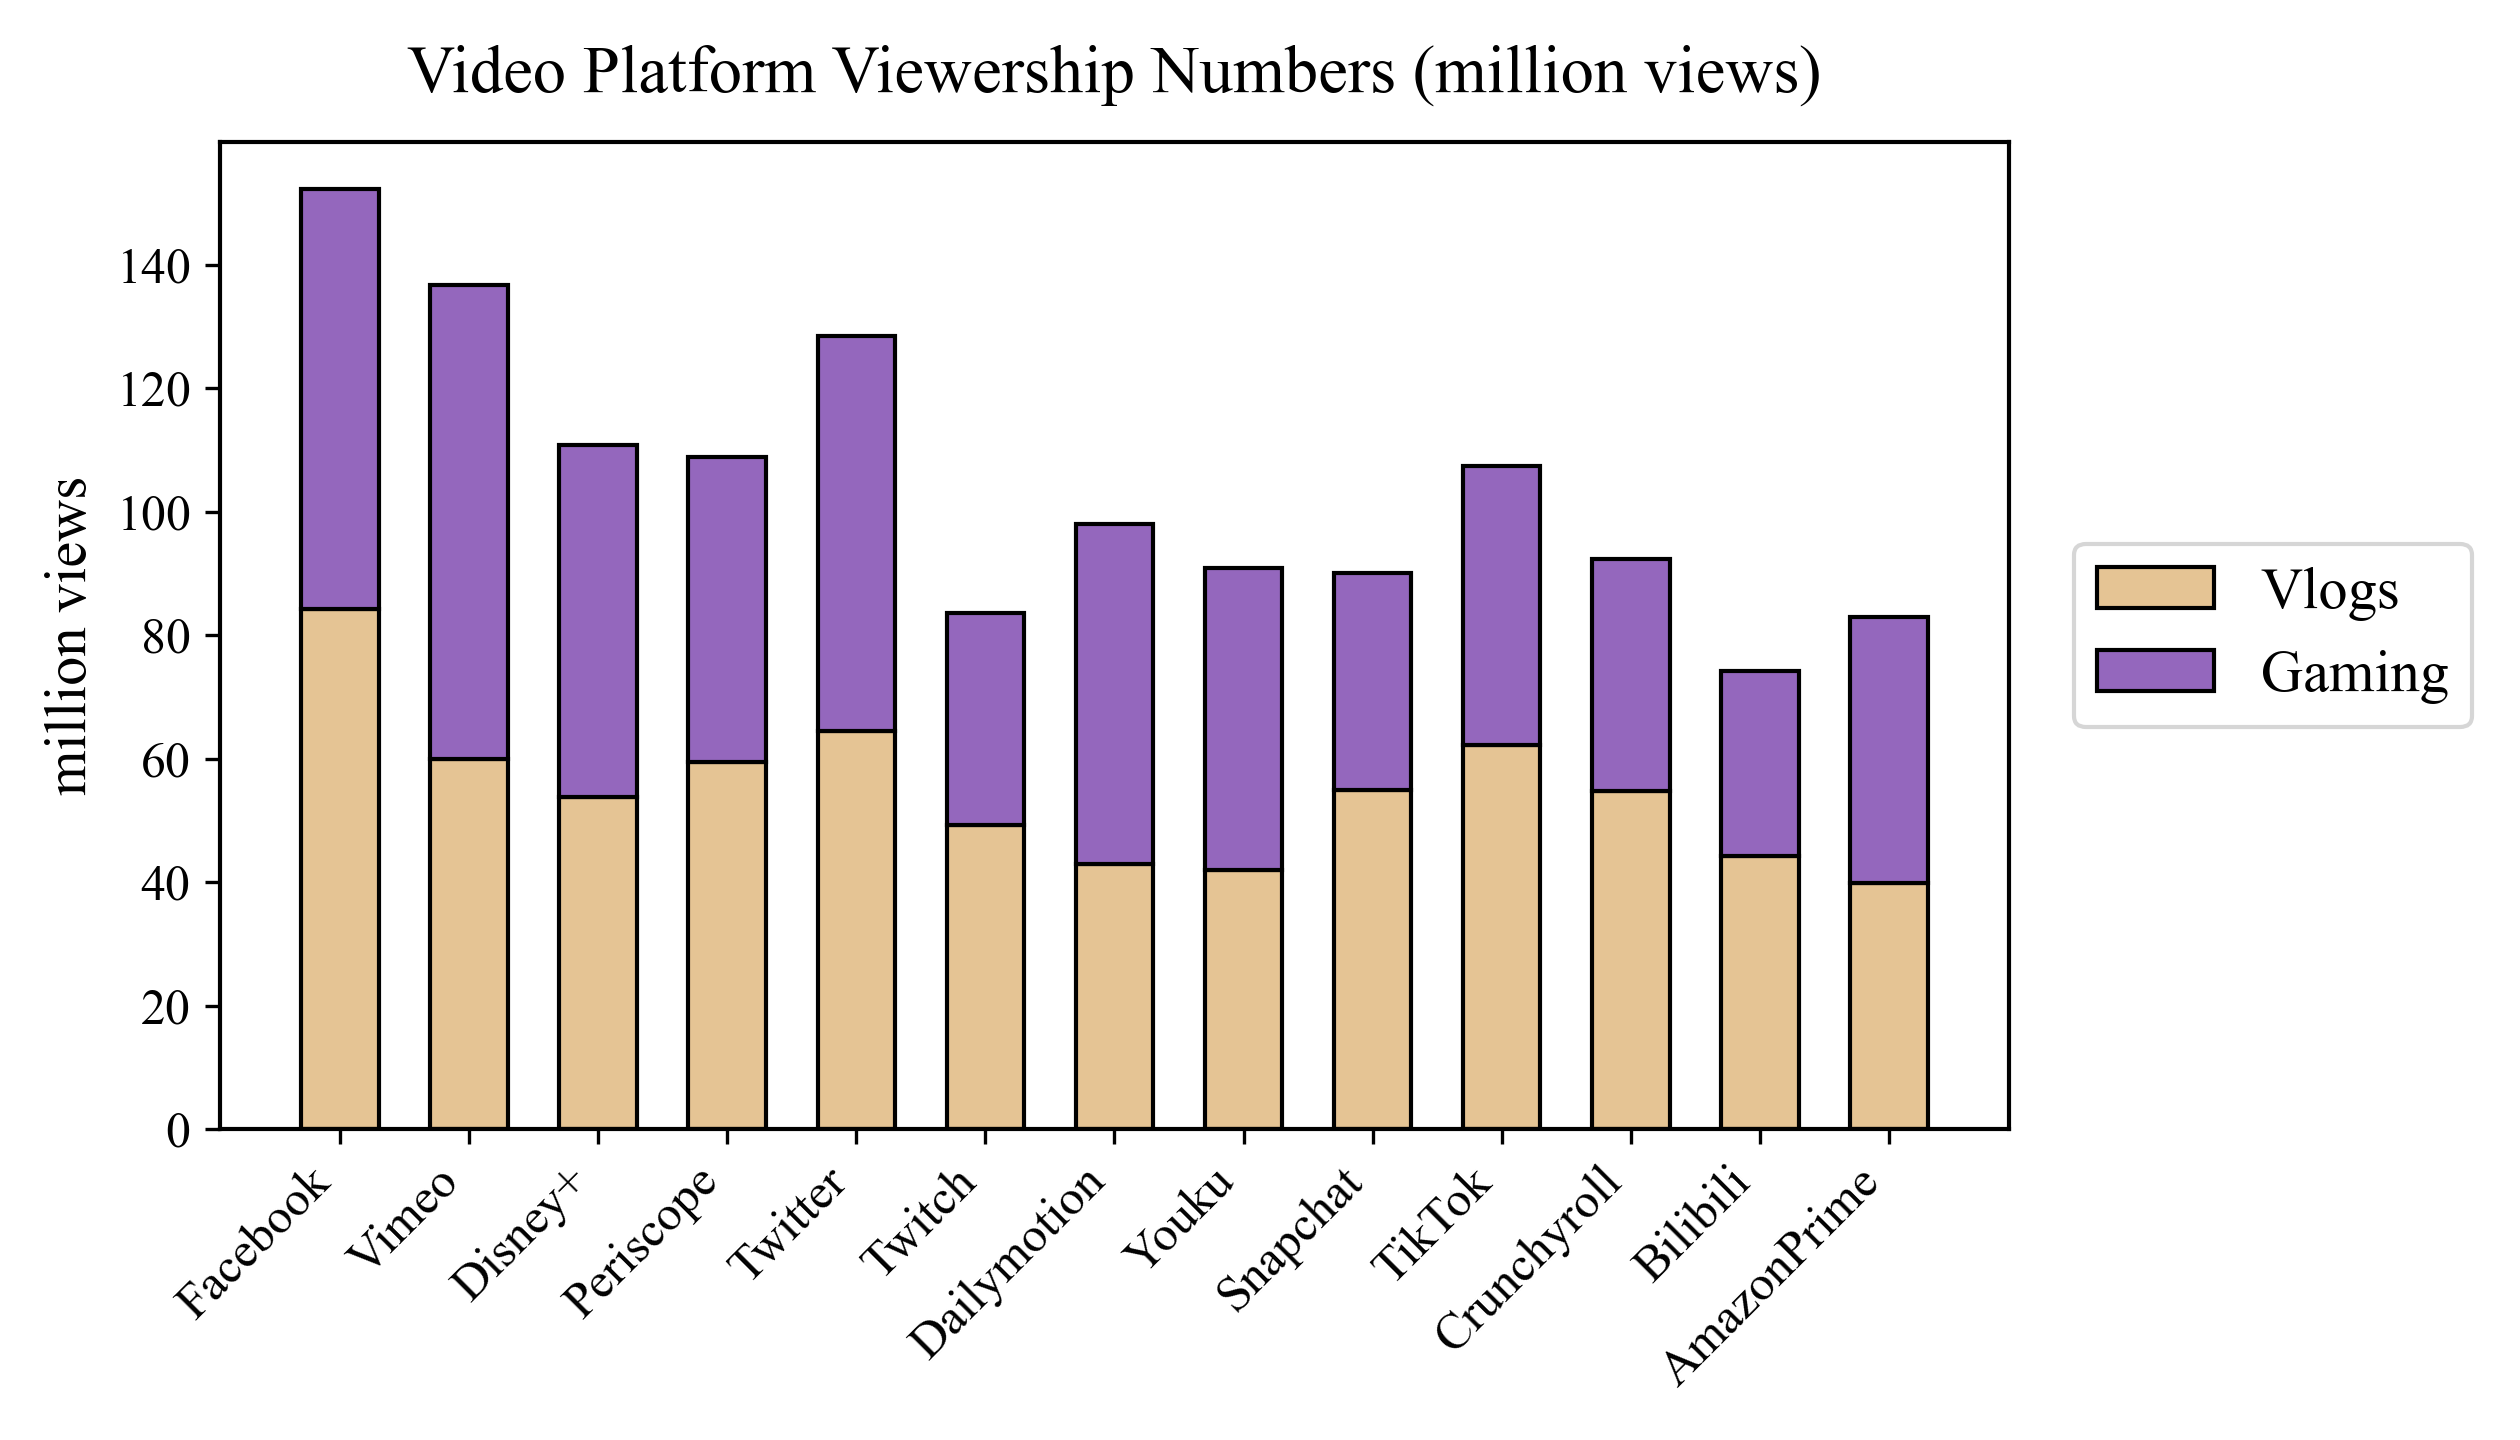 Video Platform Viewership Numbers (million views)
million views
140
120
100
80
60
40
20
0
Facebook
Vimeo
Disney+
Periscope
Twitter
Twitch
Dailymotion
Youku
Snapchat
TikTok
Crunchyroll
Bilibili
AmazonPrime
Vlogs
Gaming